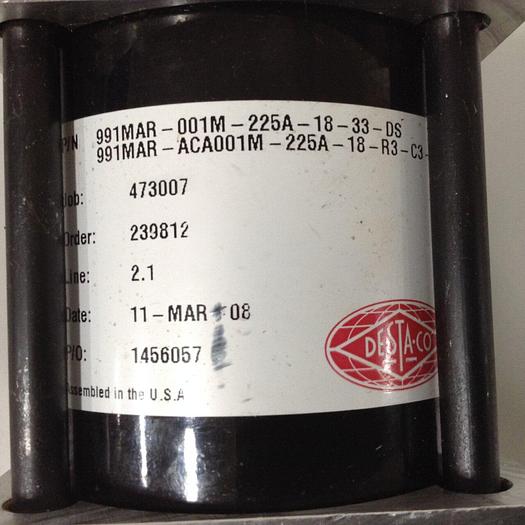 P/N 991MAR-001M-225A-18-33-DS
991MAR-ACA001M-225A-18-R3-C3-
Job: 473007
Order: 239812
Line: 2.1
Date: 11-MAR 08
P/O: 1456057
Assembled in the U.S.A
DESTA-CO